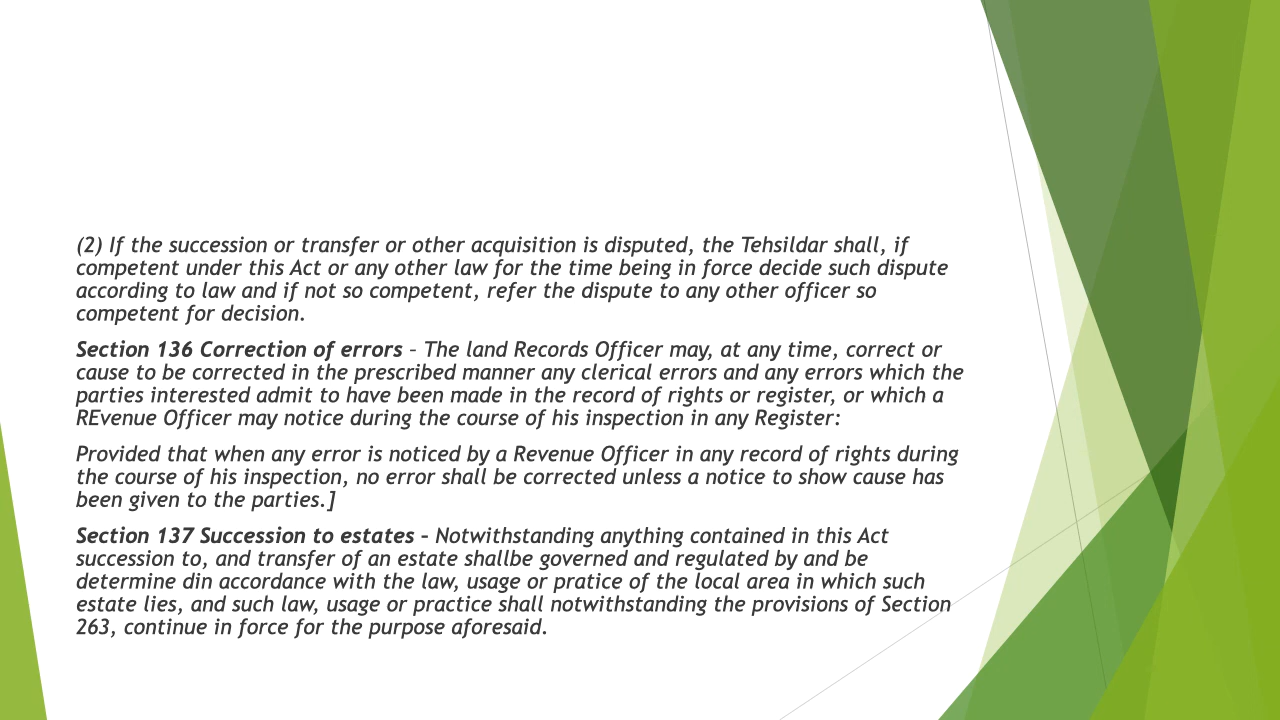 (2) If the succession or transfer or other acquisition is disputed, the Tehsildar shall, if
competent under this Act or any other law for the time being in force decide such dispute
according to law and if not so competent, refer the dispute to any other officer so
competent for decision.
Section 136 Correction of errors – The land Records Officer may, at any time, correct or
cause to be corrected in the prescribed manner any clerical errors and any errors which the
parties interested admit to have been made in the record of rights or register, or which a
REvenue Officer may notice during the course of his inspection in any Register:
Provided that when any error is noticed by a Revenue Officer in any record of rights during
the course of his inspection, no error shall be corrected unless a notice to show cause has
been given to the parties.]
Section 137 Succession to estates – Notwithstanding anything contained in this Act
succession to, and transfer of an estate shallbe governed and regulated by and be
determine din accordance with the law, usage or pratice of the local area in which such
estate lies, and such law, usage or practice shall notwithstanding the provisions of Section
263, continue in force for the purpose aforesaid.